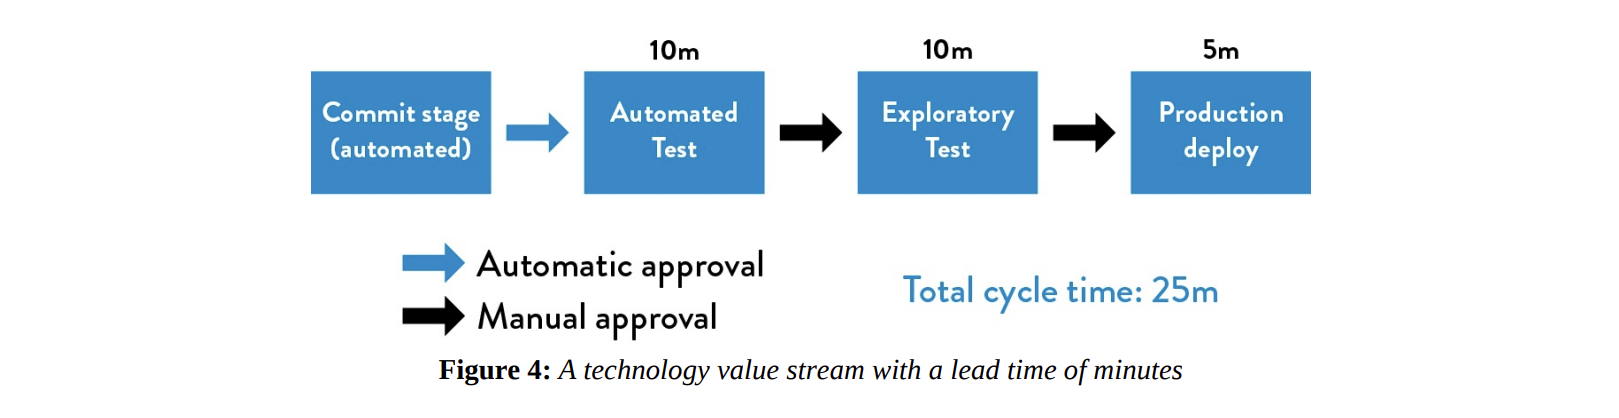 10m
10m
5m
Commit stage
(automated)
Automated
Test
Exploratory
Test
Production
deploy
Automatic approval
Manual approval
Total cycle time: 25m
Figure 4: A technology value stream with a lead time of minutes